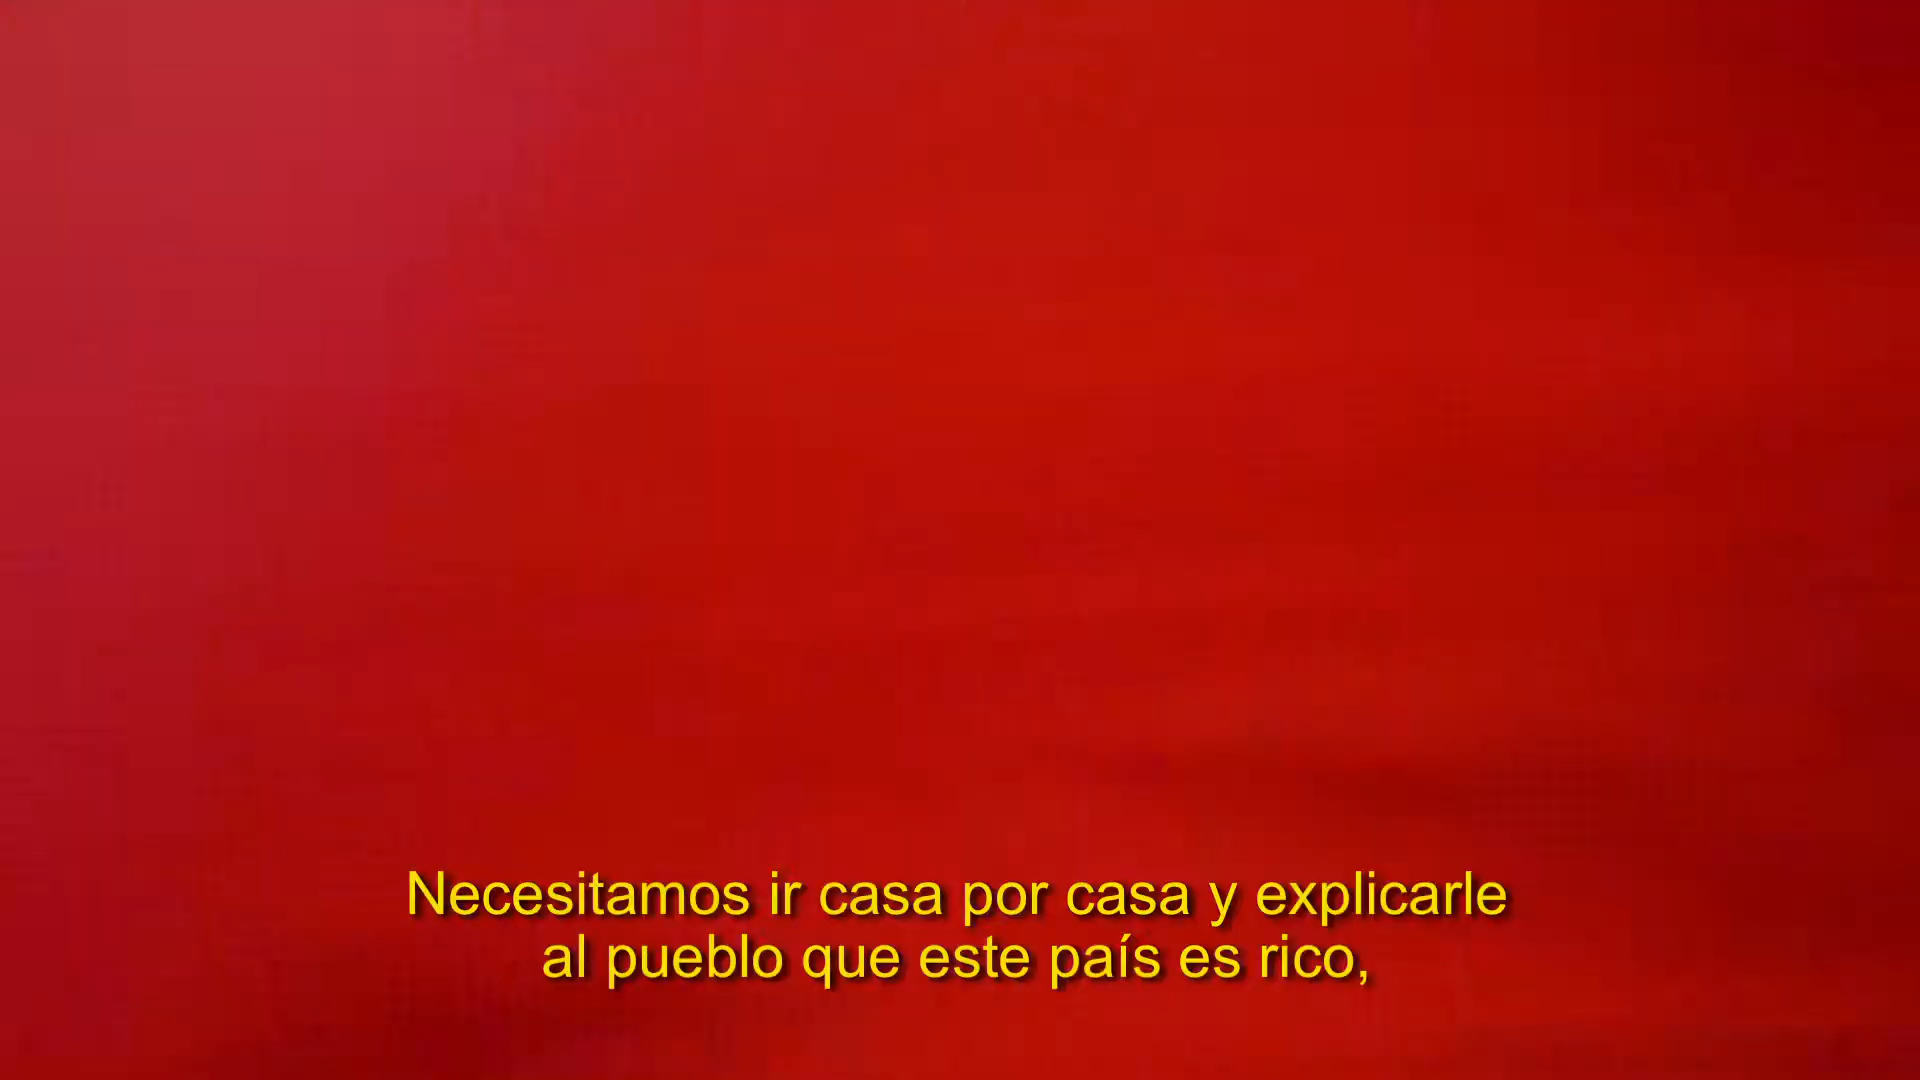 Necesitamos ir casa por casa y explicarle
al pueblo que este país es rico,